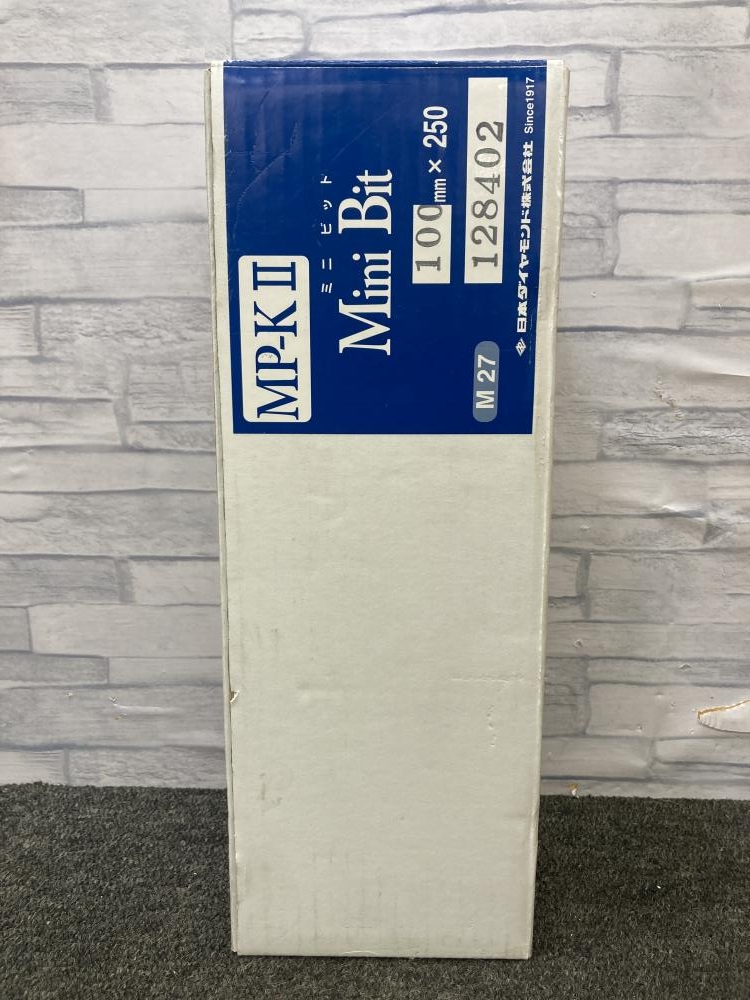 MP-K II
ミニ ビット
Mini Bit
M 27
100mm × 250
128402
日本ダイヤモンド株式会社 Since1917